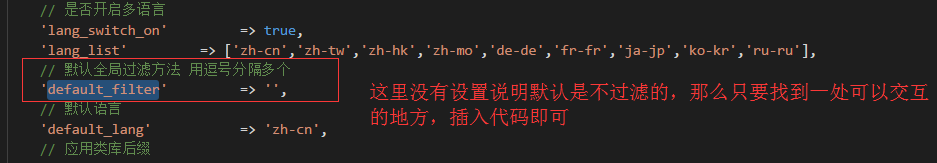 // 是否开启多语言
'lang_switch_on' => true,
'lang_list' => ['zh-cn','zh-tw','zh-hk','zh-mo','de-de','fr-fr','ja-jp','ko-kr','ru-ru'],
// 默认全局过滤方法 用逗号分隔多个
'default_filter' => '',
这里没有设置说明默认是不过滤的，那么只要找到一处可以交互
的地方，插入代码即可
// 默认语言
'default_lang' => 'zh-cn',
// 应用类库后缀